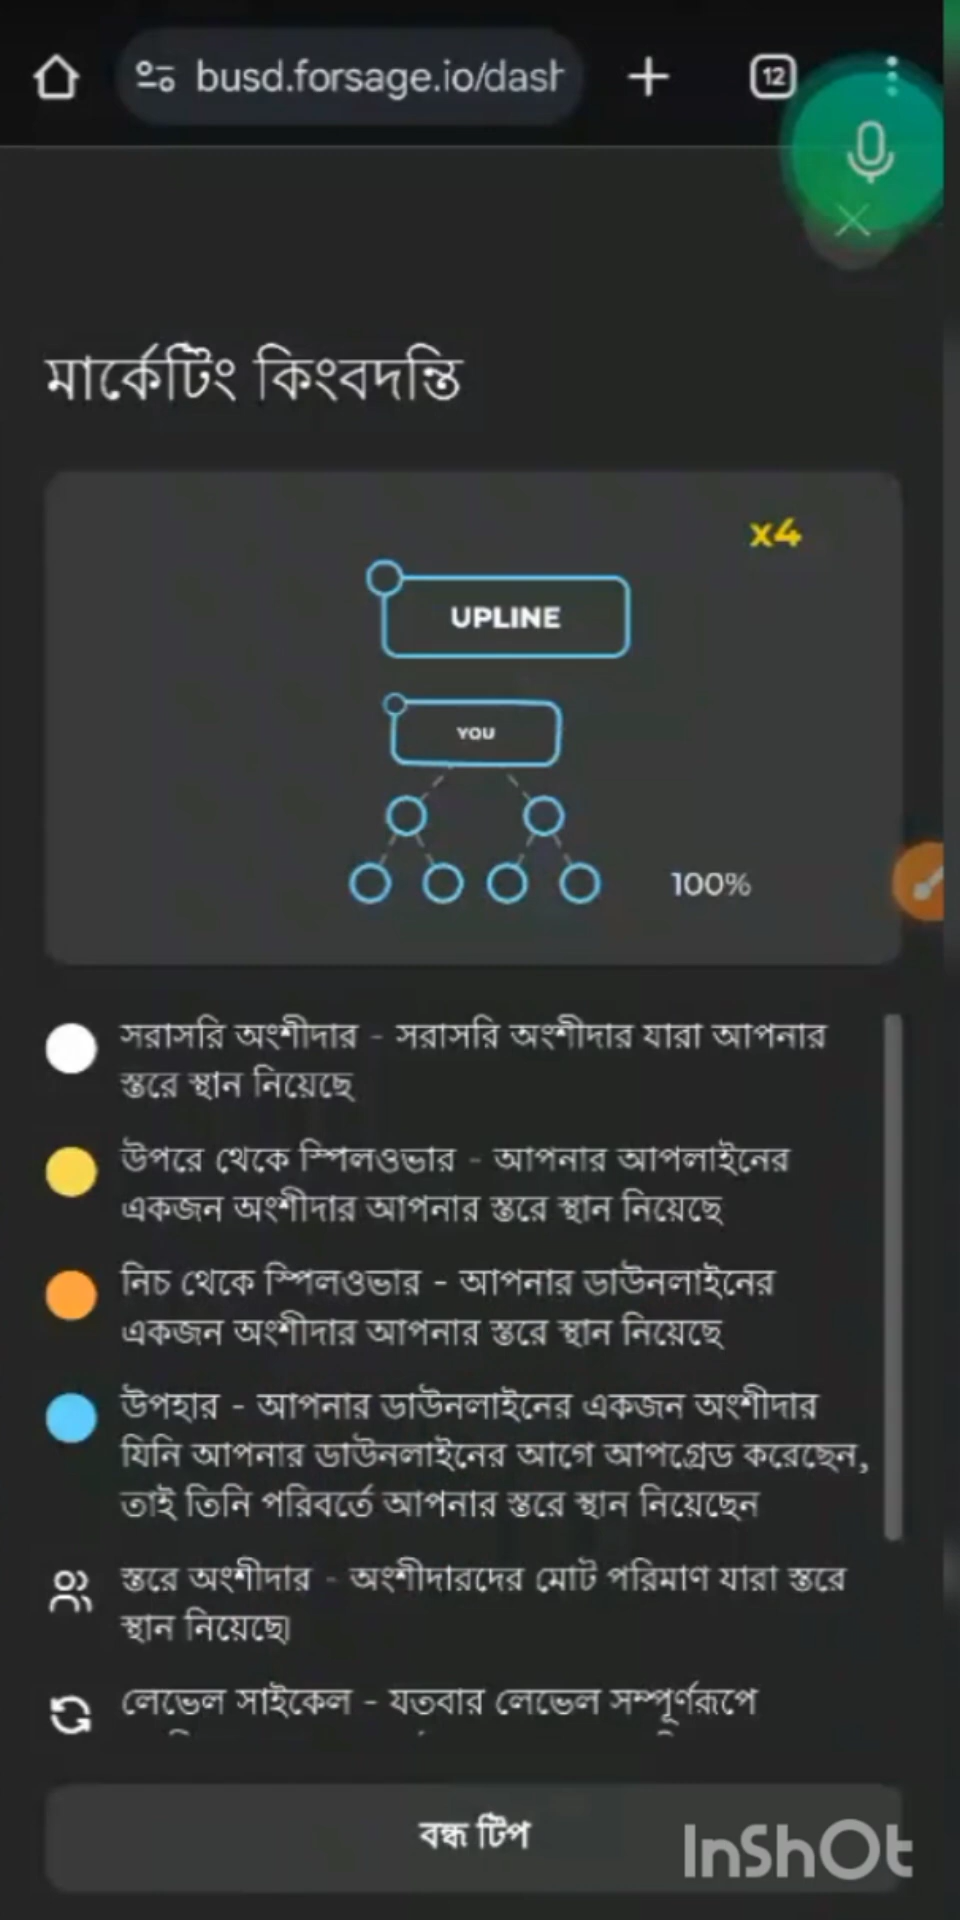 busd.forsage.io/dash
12
মার্কেটিং কিংবদন্তি
x4
UPLINE
YOU
100%
সরাসরি অংশীদার - সরাসরি অংশীদার যারা আপনার
স্তরে স্থান নিয়েছে
উপরে থেকে স্পিলওভার - আপনার আপলাইনের
একজন অংশীদার আপনার স্তরে স্থান নিয়েছে
নিচ থেকে স্পিলওভার - আপনার ডাউনলাইনের
একজন অংশীদার আপনার স্তরে স্থান নিয়েছে
উপহার - আপনার ডাউনলাইনের একজন অংশীদার
যিনি আপনার ডাউনলাইনের আগে আপগ্রেড করেছেন,
তাই তিনি পরিবর্তে আপনার স্তরে স্থান নিয়েছেন
স্তরে অংশীদার - অংশীদারদের মোট পরিমাণ যারা স্তরে
স্থান নিয়েছে৷
লেভেল সাইকেল - যতবার লেভেল সম্পূর্ণরূপে
বন্ধ টিপ
InShOt